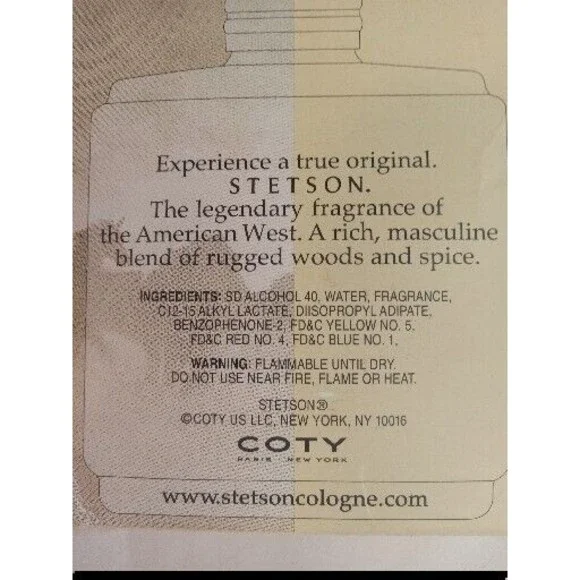 Experience a true original.
STETSON.
The legendary fragrance of
the American West. A rich, masculine
blend of rugged woods and spice.
INGREDIENTS: SD ALCOHOL 40, WATER, FRAGRANCE,
C12-15 ALKYL LACTATE, DIISOPROPYL ADIPATE,
BENZOPHENONE-2, FD&C YELLOW NO. 5,
FD&C RED NO. 4, FD&C BLUE NO. 1.
WARNING: FLAMMABLE UNTIL DRY.
DO NOT USE NEAR FIRE, FLAME OR HEAT.
STETSON®
©COTY US LLC, NEW YORK, NY 10016
COTY
PARIS · NEW YORK
www.stetsoncologne.com